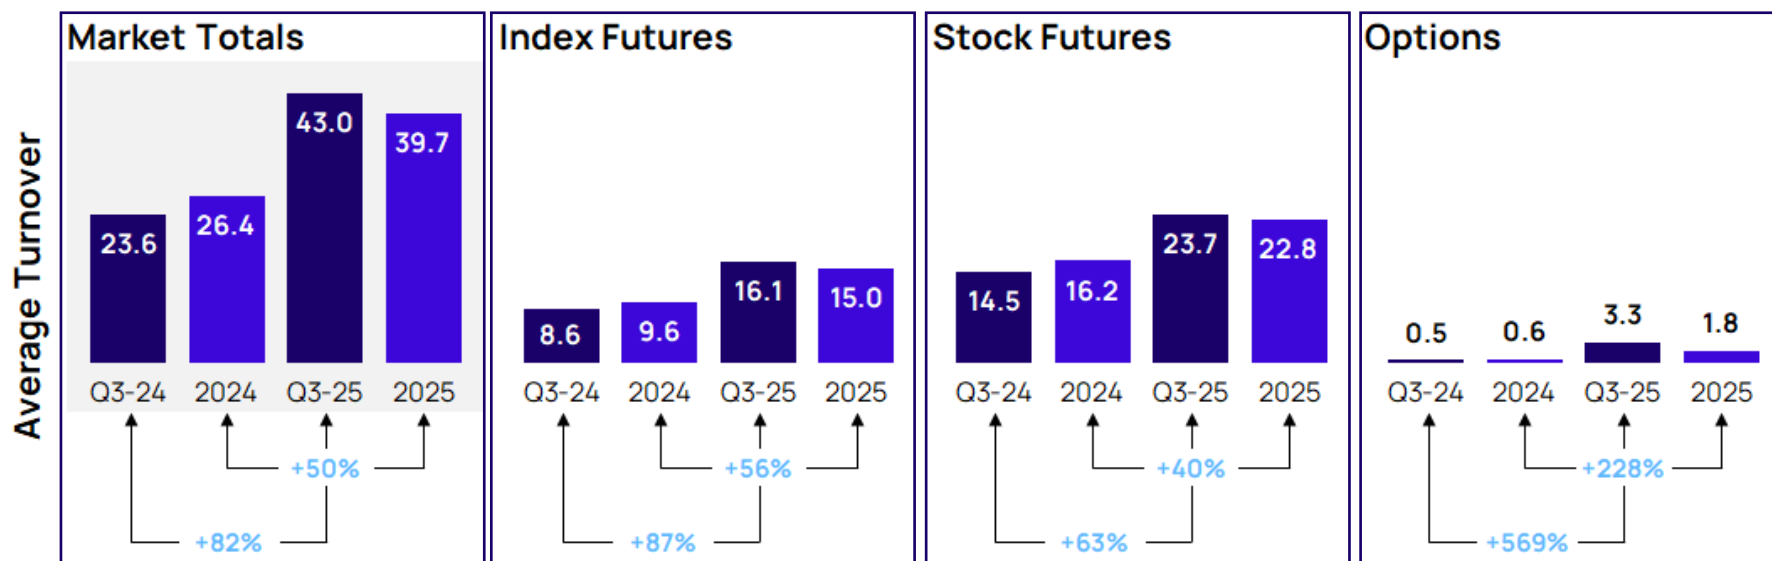 Average Turnover
Market Totals
23.6
26.4
43.0
39.7
Q3-24 2024 Q3-25 2025
+50%
+82%
Index Futures
8.6
9.6
16.1
15.0
Q3-24 2024 Q3-25 2025
+56%
+87%
Stock Futures
14.5
16.2
23.7
22.8
Q3-24 2024 Q3-25 2025
+40%
+63%
Options
0.5
0.6
3.3
1.8
Q3-24 2024 Q3-25 2025
+228%
+569%